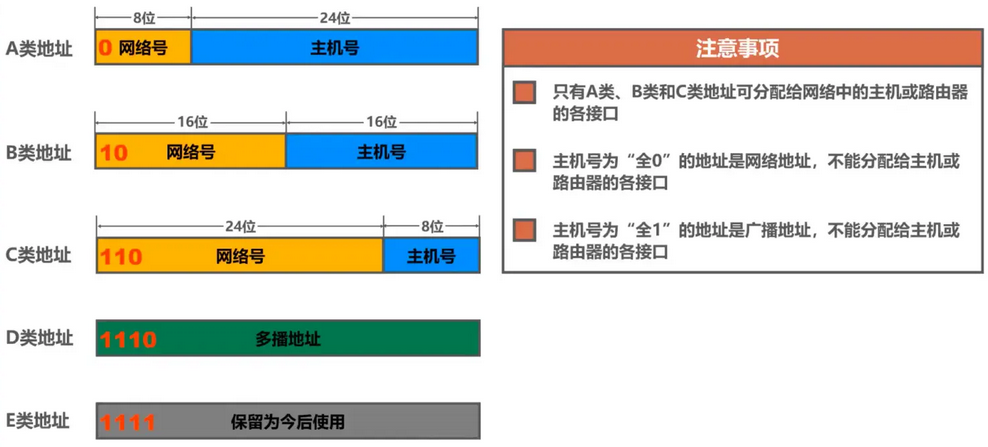 8位 24位
A类地址 0 网络号 主机号
16位 16位
B类地址 10 网络号 主机号
24位 8位
C类地址 110 网络号 主机号
D类地址 1110 多播地址
E类地址 1111 保留为今后使用
注意事项
只有A类、B类和C类地址可分配给网络中的主机或路由器
的各接口
主机号为“全0”的地址是网络地址，不能分配给主机或
路由器的各接口
主机号为“全1”的地址是广播地址，不能分配给主机或
路由器的各接口